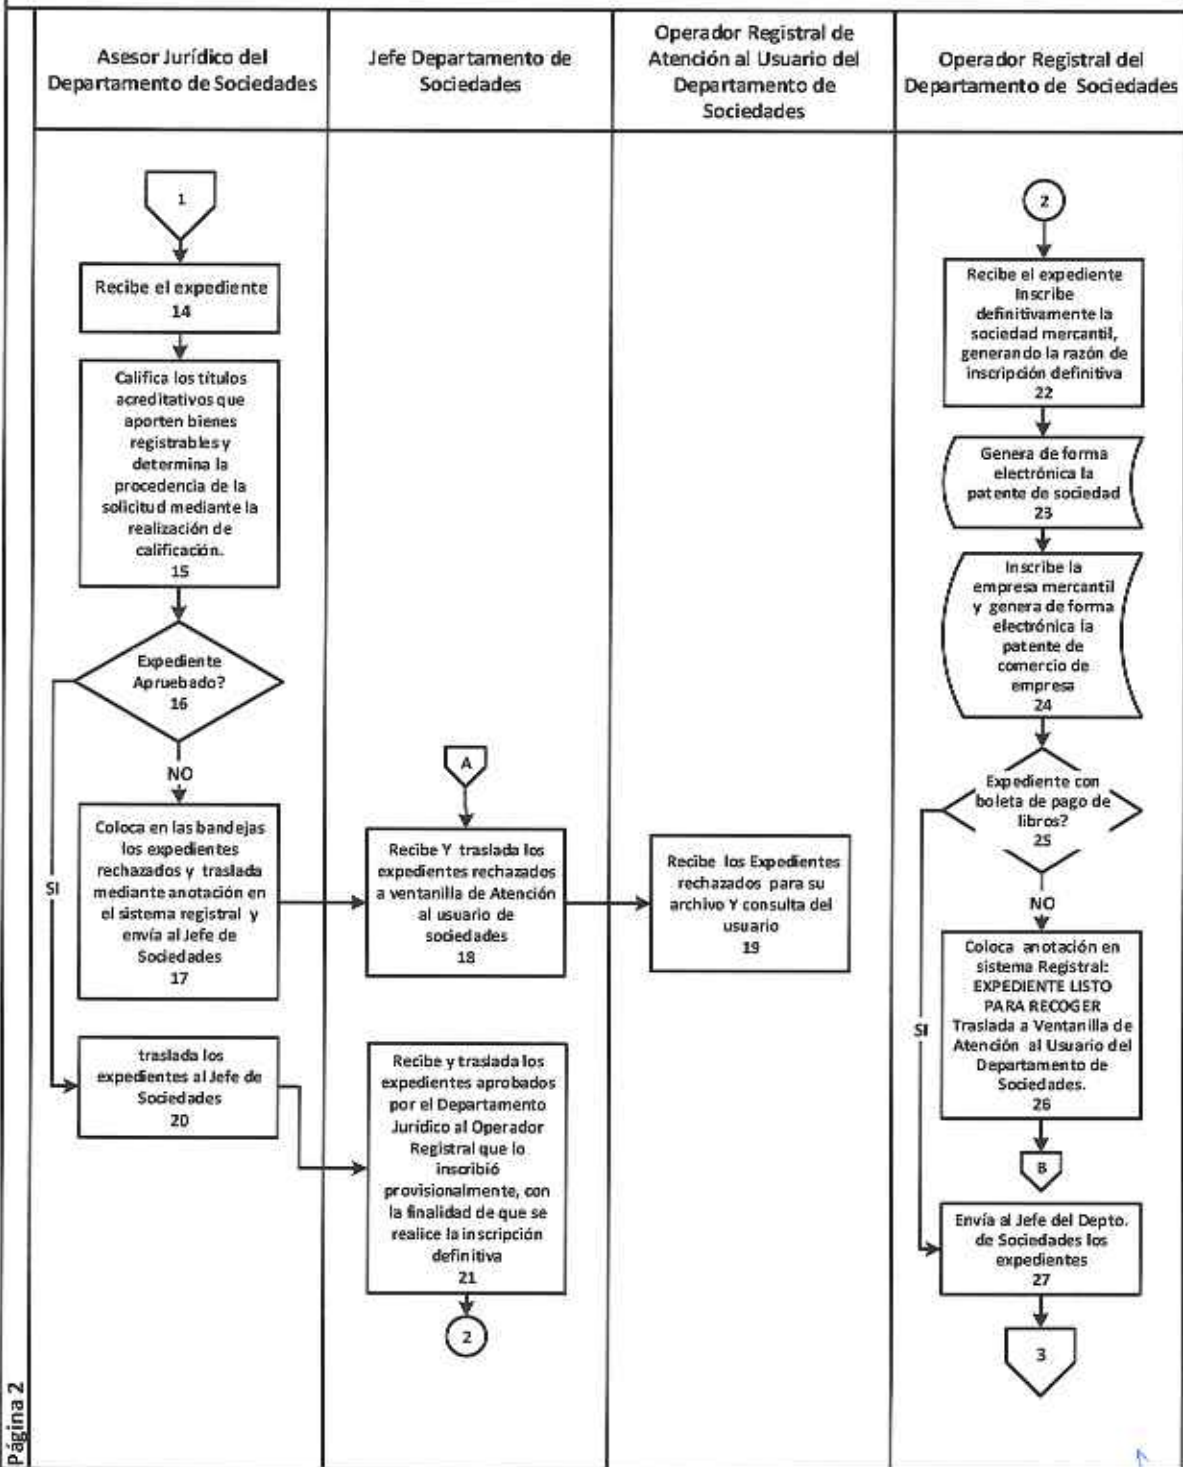 Asesor Jurídico del
Departamento de Sociedades
Jefe Departamento de
Sociedades
Operador Registral de
Atención al Usuario del
Departamento de
Sociedades
Operador Registral del
Departamento de Sociedades
1
Recibe el expediente
14
Califica los títulos
acreditativos que
aporten bienes
registrables y
determina la
procedencia de la
solicitud mediante la
realización de
calificación.
15
Expediente
Apruebado?
16
NO
SI
Coloca en las bandejas
los expedientes
rechazados y traslada
mediante anotación en
el sistema registral y
envía al Jefe de
Sociedades
17
traslada los
expedientes al Jefe de
Sociedades
20
A
Recibe Y traslada los
expedientes rechazados
a ventanilla de Atención
al usuario de
sociedades
18
Recibe y traslada los
expedientes aprobados
por el Departamento
Jurídico al Operador
Registral que lo
inscribió
provisionalmente, con
la finalidad de que se
realice la inscripción
definitiva
21
2
Recibe los Expedientes
rechazados para su
archivo Y consulta del
usuario
19
2
Recibe el expediente
Inscribe
definitivamente la
sociedad mercantil,
generando la razón de
inscripción definitiva
22
Genera de forma
electrónica la
patente de sociedad
23
Inscribe la
empresa mercantil
y genera de forma
electrónica la
patente de
comercio de
empresa
24
Expediente con
boleta de pago de
libros?
25
NO
SI
Coloca anotación en
sistema Registral:
EXPEDIENTE LISTO
PARA RECOGER
Traslada a Ventanilla de
Atención al Usuario del
Departamento de
Sociedades.
26
B
Envía al Jefe del Depto.
de Sociedades los
expedientes
27
3
Página 2